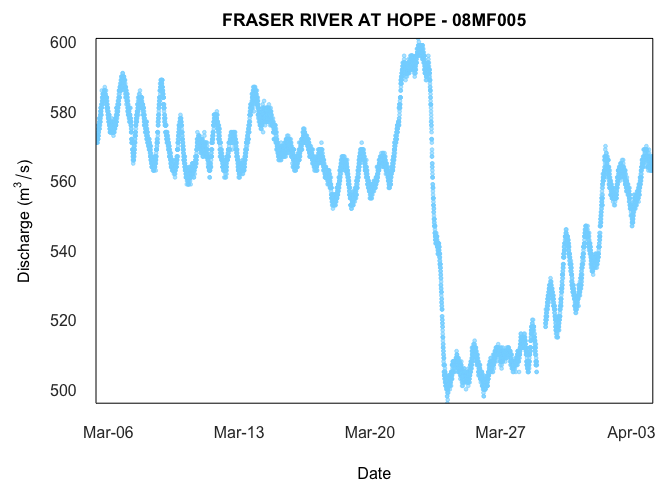 FRASER RIVER AT HOPE - 08MF005
600
580
560
540
520
500
Discharge (m³/s)
Mar-06 Mar-13 Mar-20 Mar-27 Apr-03
Date